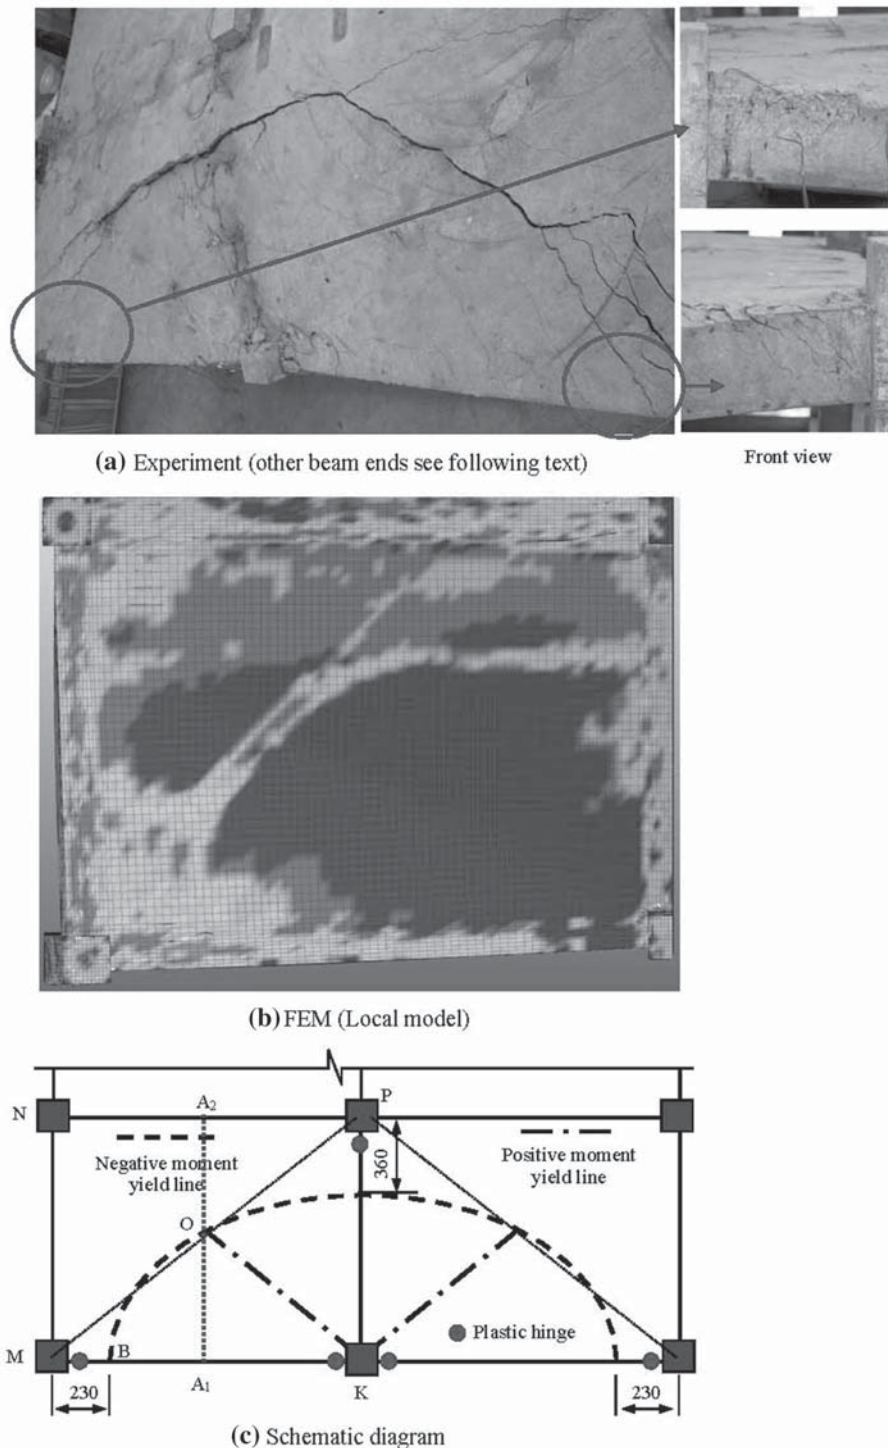 (a) Experiment (other beam ends see following text)
Front view
(b) FEM (Local model)
N
A2
P
Negative moment
yield line
360
Positive moment
yield line
O
Plastic hinge
M
B
A1
K
230
230
(c) Schematic diagram